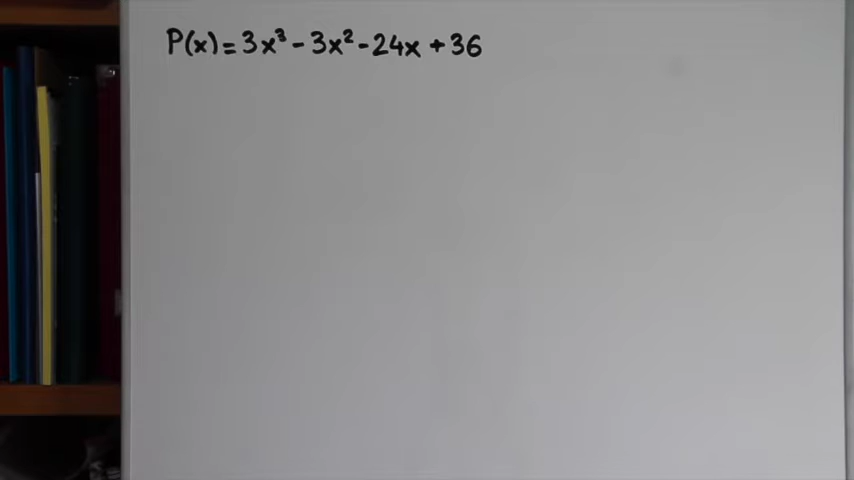 P(x) = 3x³ - 3x² - 24x + 36